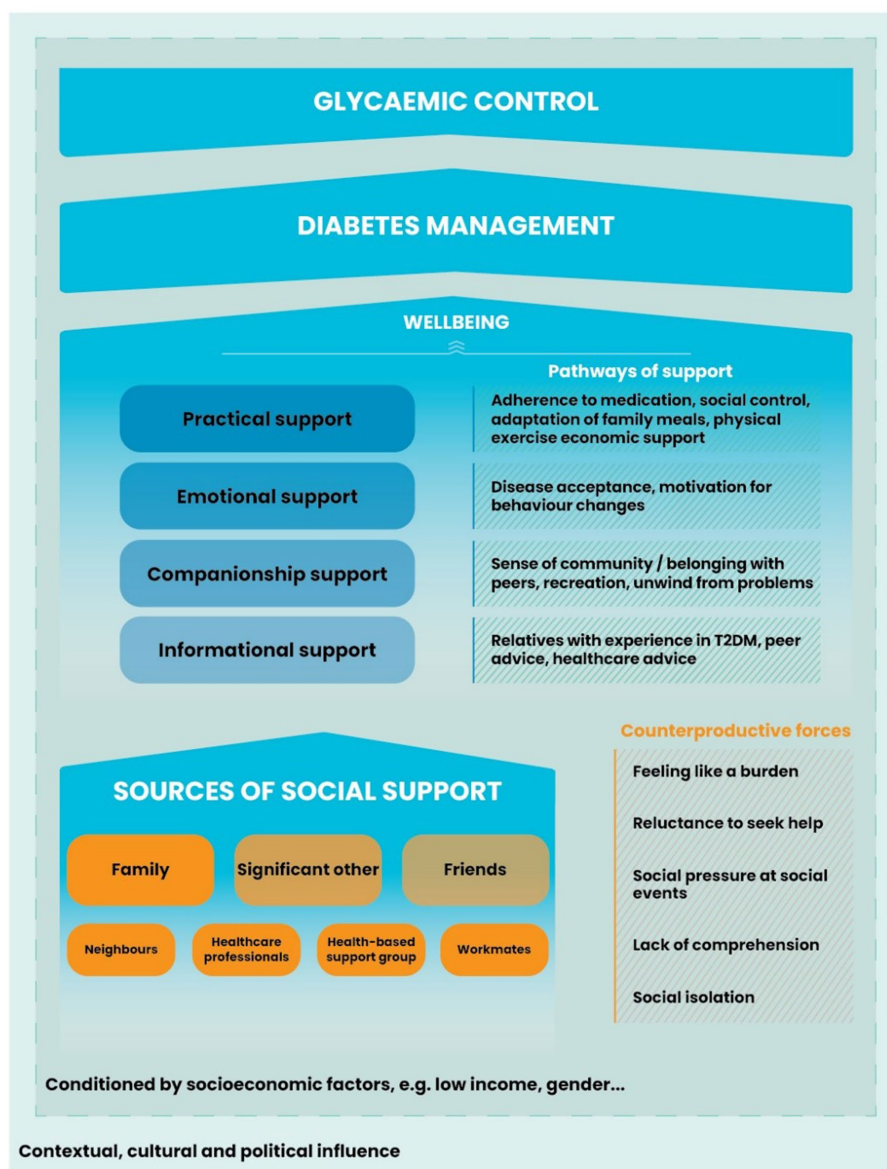 GLYCAEMIC CONTROL
DIABETES MANAGEMENT
WELLBEING
Pathways of support
Practical support
Adherence to medication, social control,
adaptation of family meals, physical
exercise economic support
Emotional support
Disease acceptance, motivation for
behaviour changes
Companionship support
Sense of community / belonging with
peers, recreation, unwind from problems
Informational support
Relatives with experience in T2DM, peer
advice, healthcare advice
SOURCES OF SOCIAL SUPPORT
Family
Significant other
Friends
Neighbours
Healthcare
professionals
Health-based
support group
Workmates
Counterproductive forces
Feeling like a burden
Reluctance to seek help
Social pressure at social
events
Lack of comprehension
Social isolation
Conditioned by socioeconomic factors, e.g. low income, gender...
Contextual, cultural and political influence